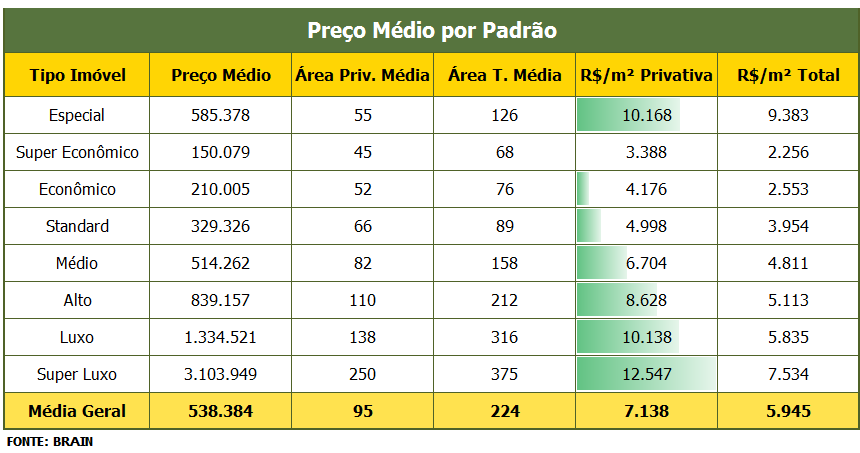 Preço Médio por Padrão
Tipo Imóvel Preço Médio Área Priv. Média Área T. Média R$/m² Privativa R$/m² Total
Especial 585.378 55 126 10.168 9.383
Super Econômico 150.079 45 68 3.388 2.256
Econômico 210.005 52 76 4.176 2.553
Standard 329.326 66 89 4.998 3.954
Médio 514.262 82 158 6.704 4.811
Alto 839.157 110 212 8.628 5.113
Luxo 1.334.521 138 316 10.138 5.835
Super Luxo 3.103.949 250 375 12.547 7.534
Média Geral 538.384 95 224 7.138 5.945
FONTE: BRAIN